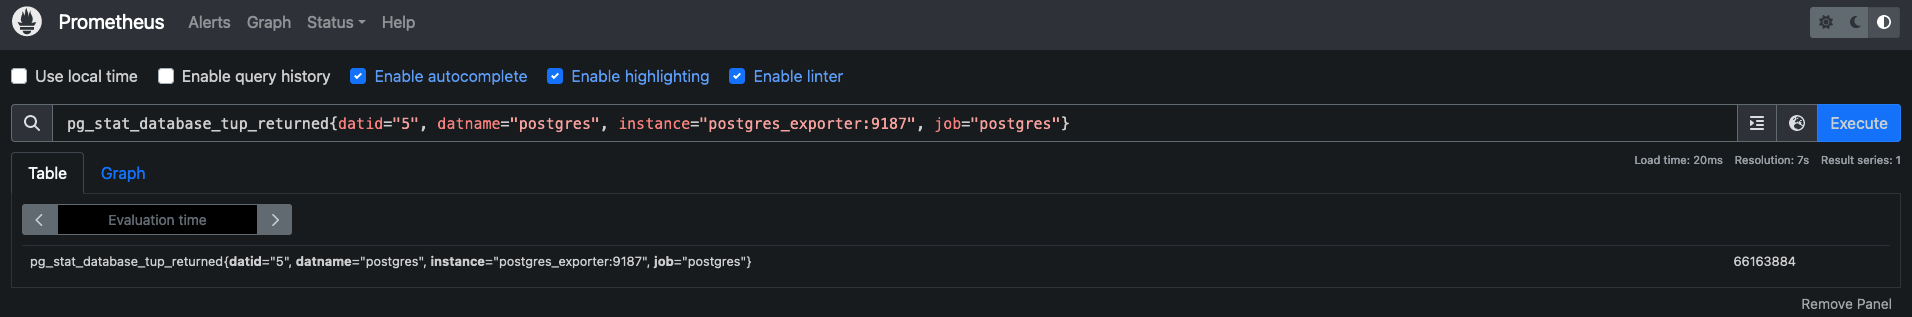 Prometheus Alerts Graph Status Help
Use local time Enable query history Enable autocomplete Enable highlighting Enable linter
pg_stat_database_tup_returned{datid="5", datname="postgres", instance="postgres_exporter:9187", job="postgres"} Execute
Load time: 20ms Resolution: 7s Result series: 1
Table Graph
Evaluation time
pg_stat_database_tup_returned{datid="5", datname="postgres", instance="postgres_exporter:9187", job="postgres"} 66163884
Remove Panel